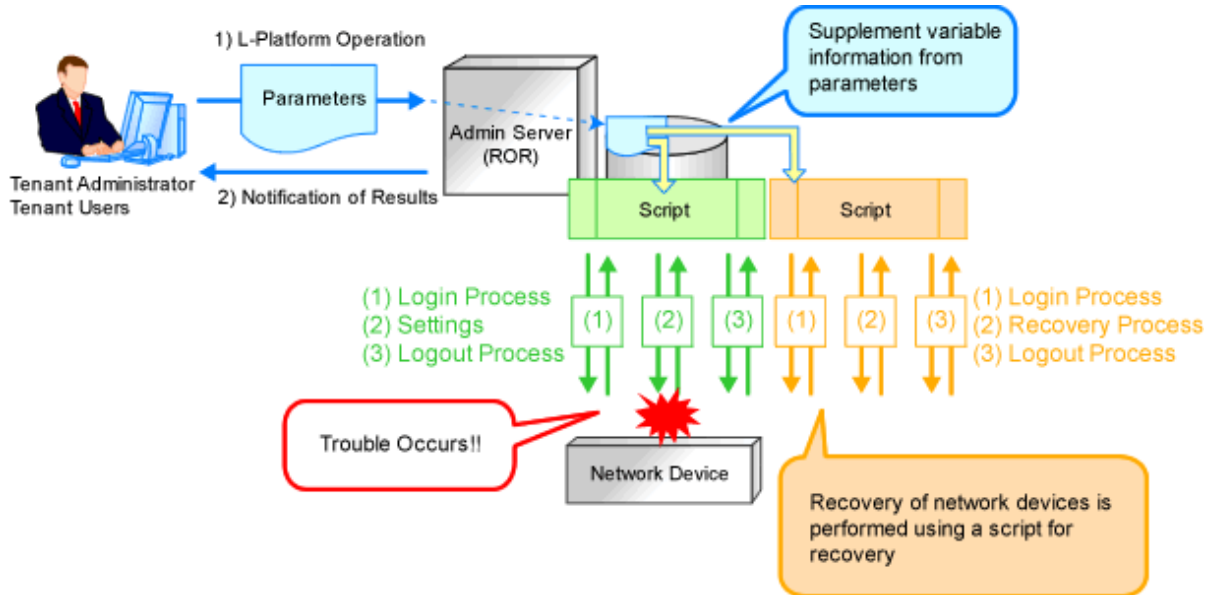 1) L-Platform Operation
Parameters
Tenant Administrator
Tenant Users
2) Notification of Results
Admin Server
(ROR)
Supplement variable
information from
parameters
Script
Script
(1) Login Process
(2) Settings
(3) Logout Process
(1)
(2)
(3)
(1)
(2)
(3)
(1) Login Process
(2) Recovery Process
(3) Logout Process
Trouble Occurs!!
Network Device
Recovery of network devices is
performed using a script for
recovery